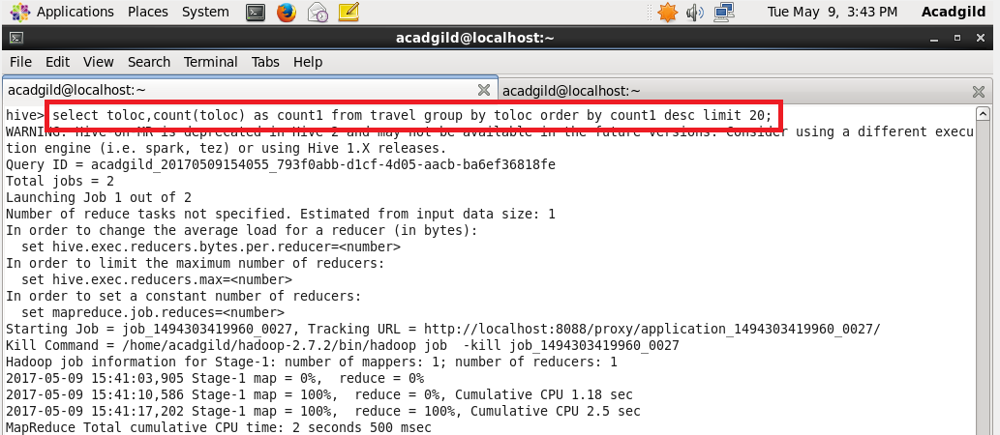 Applications Places System Tue May 9, 3:43 PM Acadgild
acadgild@localhost:~
File Edit View Search Terminal Tabs Help
acadgild@localhost:~ acadgild@localhost:~
hive> select toloc,count(toloc) as count1 from travel group by toloc order by count1 desc limit 20;
WARNING: Hive-on-MR is deprecated in Hive 2 and may not be available in the future versions. Consider using a different execu
tion engine (i.e. spark, tez) or using Hive 1.X releases.
Query ID = acadgild_20170509154055_793f0abb-d1cf-4d05-aacb-ba6ef36818fe
Total jobs = 2
Launching Job 1 out of 2
Number of reduce tasks not specified. Estimated from input data size: 1
In order to change the average load for a reducer (in bytes):
  set hive.exec.reducers.bytes.per.reducer=<number>
In order to limit the maximum number of reducers:
  set hive.exec.reducers.max=<number>
In order to set a constant number of reducers:
  set mapreduce.job.reduces=<number>
Starting Job = job_1494303419960_0027, Tracking URL = http://localhost:8088/proxy/application_1494303419960_0027/
Kill Command = /home/acadgild/hadoop-2.7.2/bin/hadoop job  -kill job_1494303419960_0027
Hadoop job information for Stage-1: number of mappers: 1; number of reducers: 1
2017-05-09 15:41:03,905 Stage-1 map = 0%,  reduce = 0%
2017-05-09 15:41:10,586 Stage-1 map = 100%,  reduce = 0%, Cumulative CPU 1.18 sec
2017-05-09 15:41:17,202 Stage-1 map = 100%,  reduce = 100%, Cumulative CPU 2.5 sec
MapReduce Total cumulative CPU time: 2 seconds 500 msec